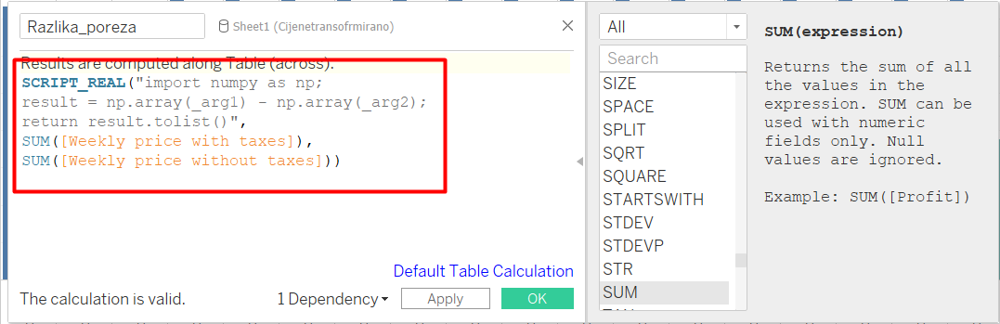 Razlika_poreza
Sheet1 (Cijenetransofrmirano)
Results are computed along Table (across).
SCRIPT_REAL("import numpy as np;
result = np.array(_arg1) - np.array(_arg2);
return result.tolist()",
SUM([Weekly price with taxes]),
SUM([Weekly price without taxes]))
Default Table Calculation
The calculation is valid.
1 Dependency
Apply
OK
All
Search
SIZE
SPACE
SPLIT
SQRT
SQUARE
STARTSWITH
STDEV
STDEVP
STR
SUM
SUM(expression)
Returns the sum of all
the values in the
expression. SUM can be
used with numeric
fields only. Null
values are ignored.
Example: SUM([Profit])